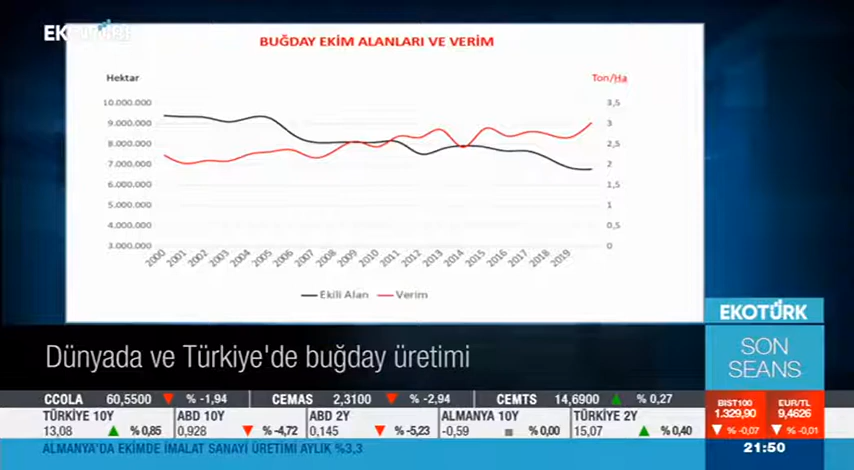 BUĞDAY EKİM ALANLARI VE VERİM
Hektar
Ton/Ha
10.000.000
9.000.000
8.000.000
7.000.000
6.000.000
5.000.000
4.000.000
3.000.000
3,5
3
2,5
2
1,5
1
0,5
0
2000 2001 2002 2003 2004 2005 2006 2007 2008 2009 2010 2011 2012 2013 2014 2015 2016 2017 2018 2019
Ekili Alan Verim
EKOTÜRK
SON
SEANS
Dünyada ve Türkiye'de buğday üretimi
CCOLA 60,5500 % -1,94 CEMAS 2,3100 % -2,94 CEMTS 14,6900 % 0,27
TÜRKİYE 10Y ABD 10Y ABD 2Y ALMANYA 10Y TÜRKİYE 2Y
13,08 % 0,85 0,928 % -4,72 0,145 % -5,23 -0,59 % 0,00 15,07 % 0,40
BIST100 EUR/TL
1.329,90 9,4626
% -0,07 % -0,01
ALMANYA'DA EKİMDE İMALAT SANAYİ ÜRETİMİ AYLIK %3,3
21:50